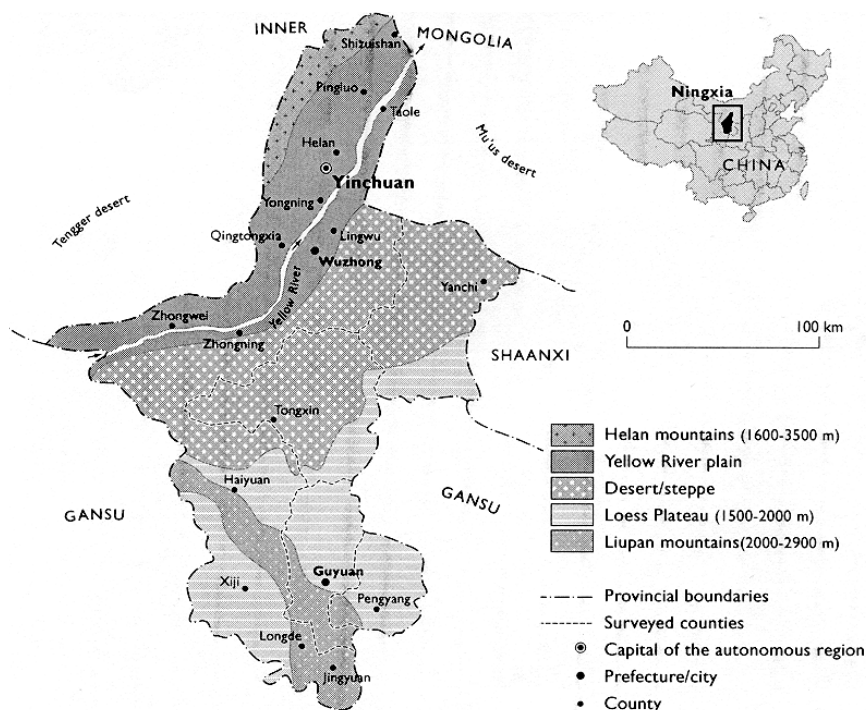 INNER
MONGOLIA
Shizuishan
Pingluo
Taole
Helan
Yinchuan
Mu'us desert
Tengger desert
Yongning
Qingtongxia
Lingwu
Wuzhong
Yanchi
Yellow River
Zhongwei
Zhongning
SHAANXI
Tongxin
Haiyuan
GANSU
GANSU
Guyuan
Xiji
Pengyang
Longde
Jingyuan
Ningxia
CHINA
0 100 km
Helan mountains (1600-3500 m)
Yellow River plain
Desert/steppe
Loess Plateau (1500-2000 m)
Liupan mountains(2000-2900 m)
Provincial boundaries
Surveyed counties
Capital of the autonomous region
Prefecture/city
County